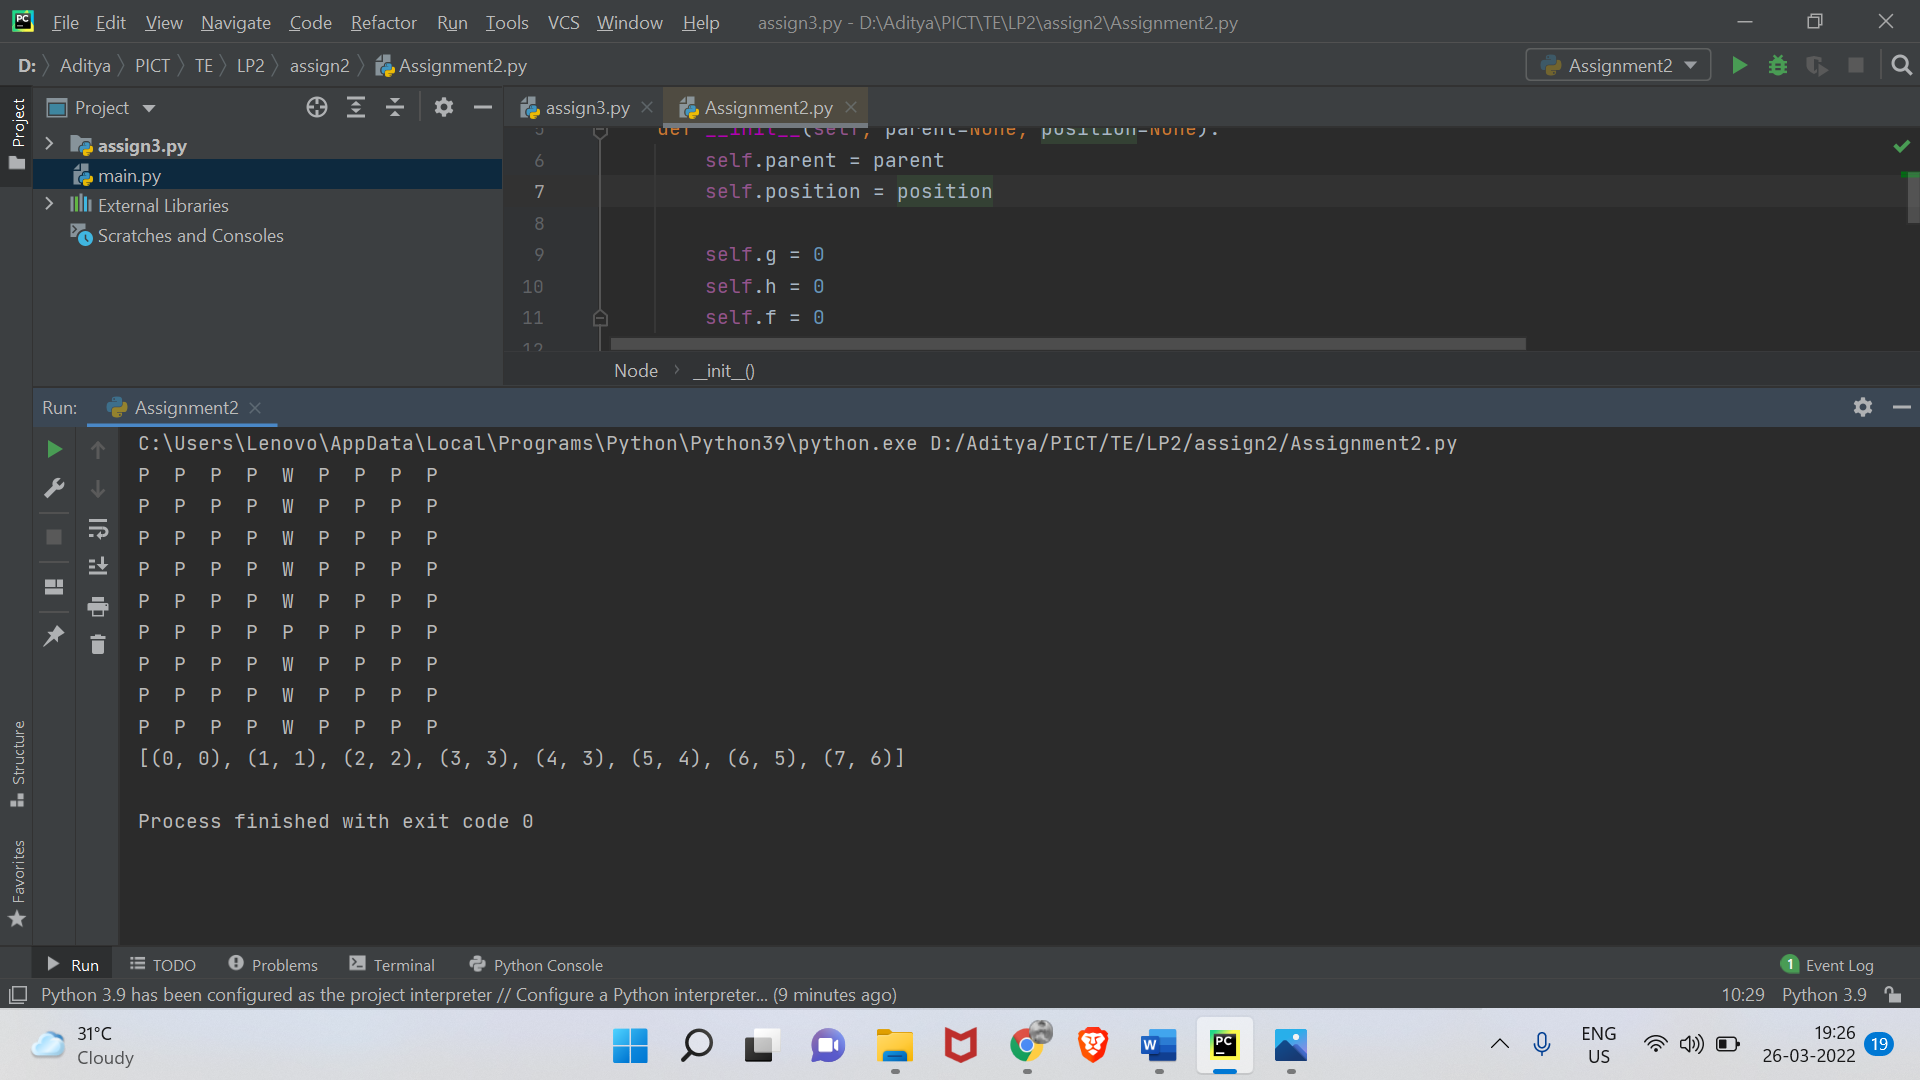 File Edit View Navigate Code Refactor Run Tools VCS Window Help assign3.py - D:\Aditya\PICT\TE\LP2\assign2\Assignment2.py
D: Aditya PICT TE LP2 assign2 Assignment2.py Assignment2
Project
Project
assign3.py
main.py
External Libraries
Scratches and Consoles
assign3.py Assignment2.py
5 def __init__(self, parent=None, position=None):
6 self.parent = parent
7 self.position = position
8
9 self.g = 0
10 self.h = 0
11 self.f = 0
12
Node __init__()
Run: Assignment2
C:\Users\Lenovo\AppData\Local\Programs\Python\Python39\python.exe D:/Aditya/PICT/TE/LP2/assign2/Assignment2.py
P P P P W P P P P
P P P P W P P P P
P P P P W P P P P
P P P P W P P P P
P P P P W P P P P
P P P P P P P P P
P P P P W P P P P
P P P P W P P P P
P P P P W P P P P
[(0, 0), (1, 1), (2, 2), (3, 3), (4, 3), (5, 4), (6, 5), (7, 6)]
Process finished with exit code 0
Structure
Favorites
Run TODO Problems Terminal Python Console 1 Event Log
Python 3.9 has been configured as the project interpreter // Configure a Python interpreter... (9 minutes ago) 10:29 Python 3.9
31°C
Cloudy
W
PC
ENG
US
19:26
26-03-2022
19